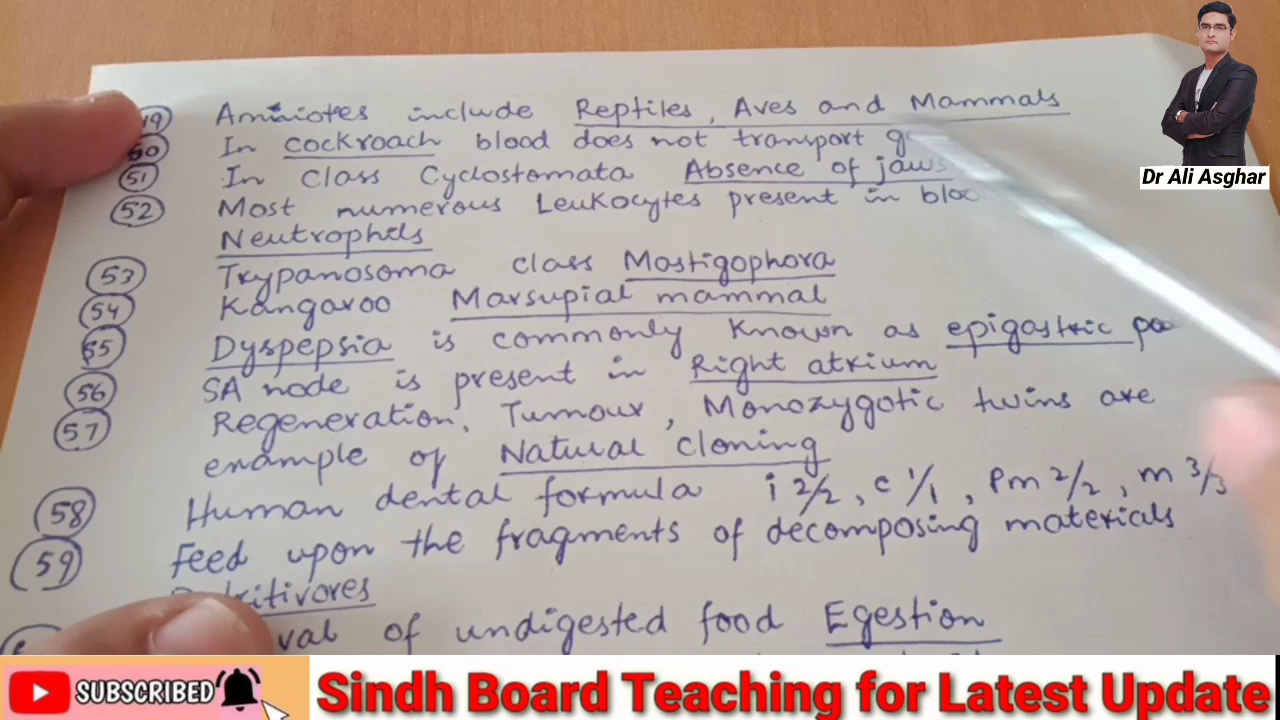 49 Amniotes include Reptiles, Aves and Mammals
50 In cockroach blood does not transport
51 In Class Cyclostomata Absence of jaws
52 Most numerous Leukocytes present in
Neutrophils
53 Trypanosoma class Mastigophora
54 Kangaroo Marsupial mammal
55 Dyspepsia is commonly known as epigastric
56 SA node is present in Right atrium
57 Regeneration, Tumour, Monozygotic twins are
example of Natural cloning
58 Human dental formula i 2/2, c 1/1, Pm 2/2, m 3/3
59 Feed upon the fragments of decomposing materials
of undigested food Egestion
Dr Ali Asghar
SUBSCRIBED
Sindh Board Teaching for Latest Update